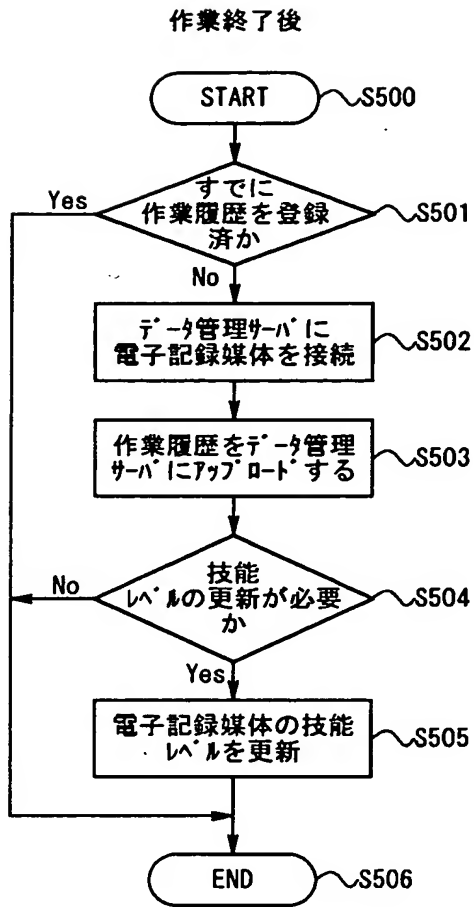 作業終了後
START
S500
すでに
作業履歴を登録
済か
S501
Yes
No
データ管理サーバに
電子記録媒体を接続
S502
作業履歴をデータ管理
サーバにアップロードする
S503
技能
レベルの更新が必要
か
S504
No
Yes
電子記録媒体の技能
レベルを更新
S505
END
S506